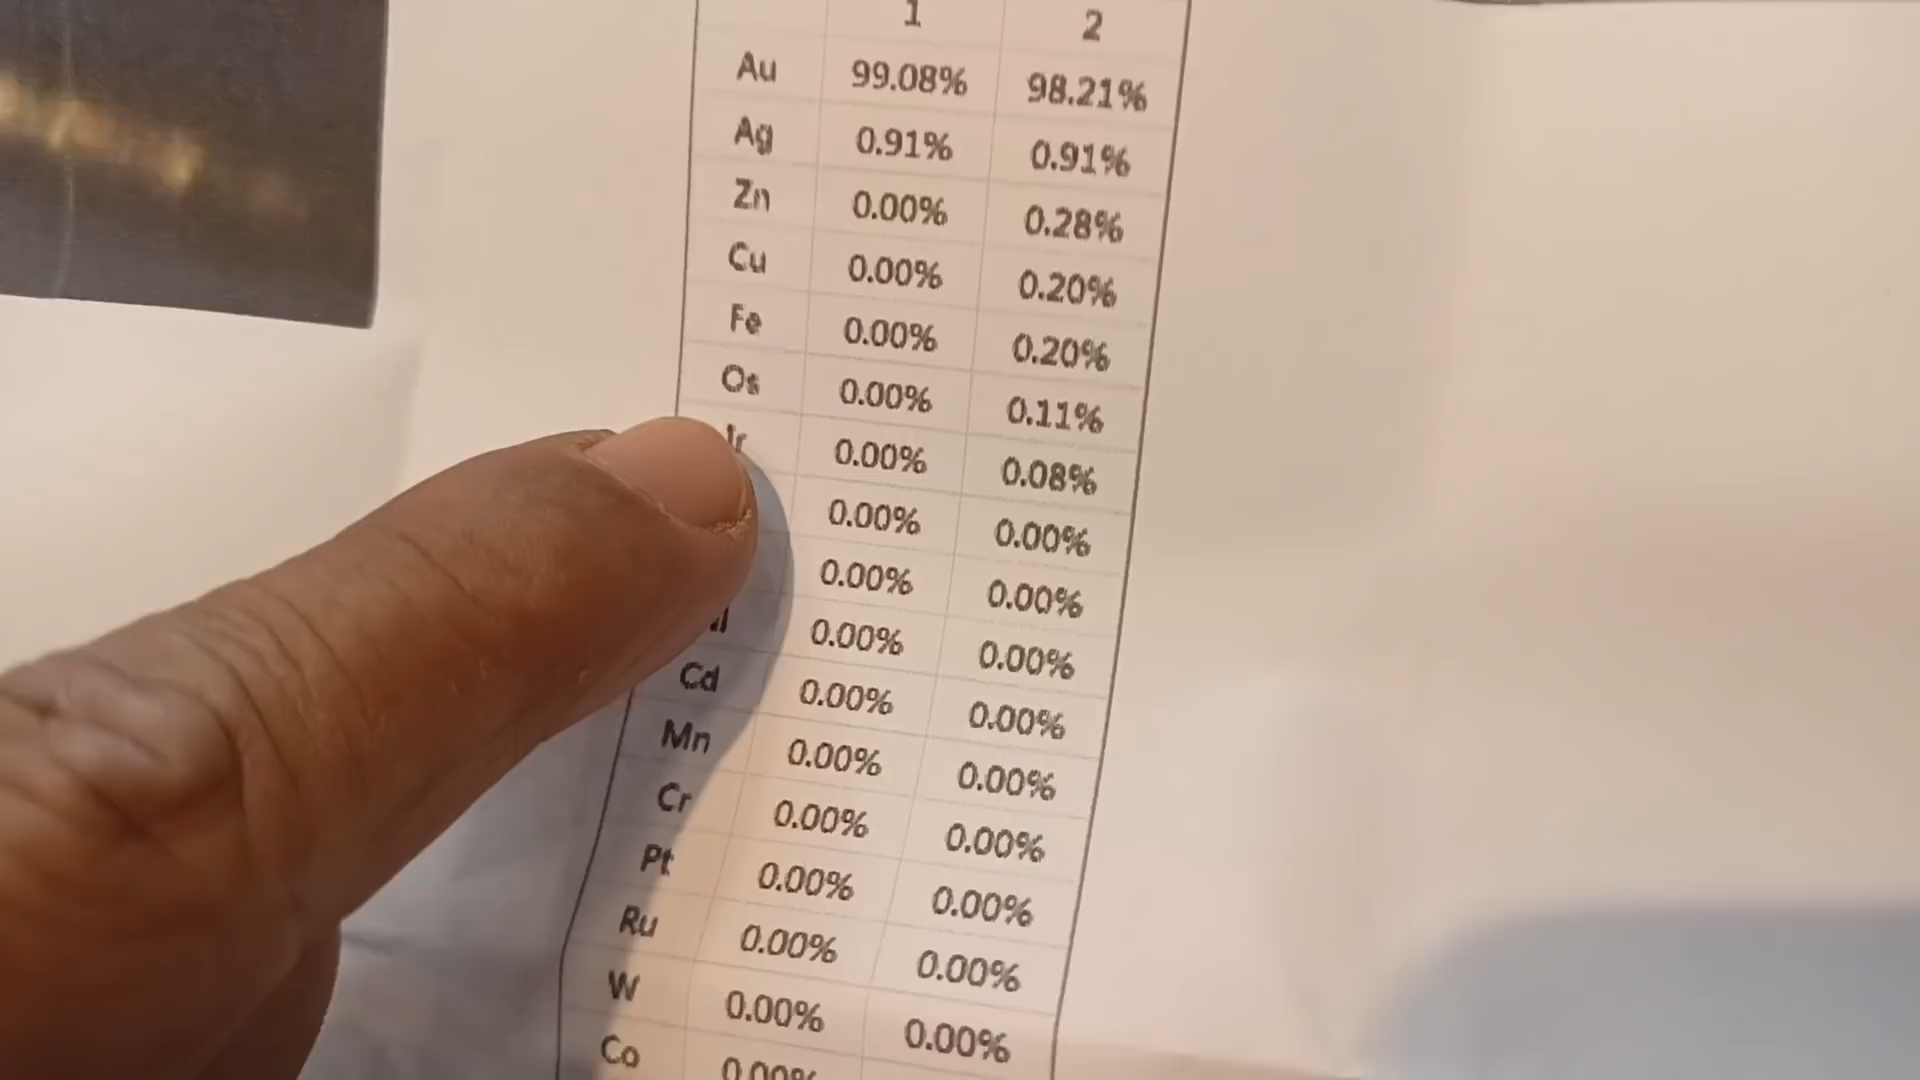 1 2
Au 99.08% 98.21%
Ag 0.91% 0.91%
Zn 0.00% 0.28%
Cu 0.00% 0.20%
Fe 0.00% 0.20%
Os 0.00% 0.11%
Ir 0.00% 0.08%
0.00% 0.00%
0.00% 0.00%
0.00% 0.00%
Cd 0.00% 0.00%
Mn 0.00% 0.00%
Cr 0.00% 0.00%
Pt 0.00% 0.00%
Ru 0.00% 0.00%
W 0.00% 0.00%
Co 0.00%